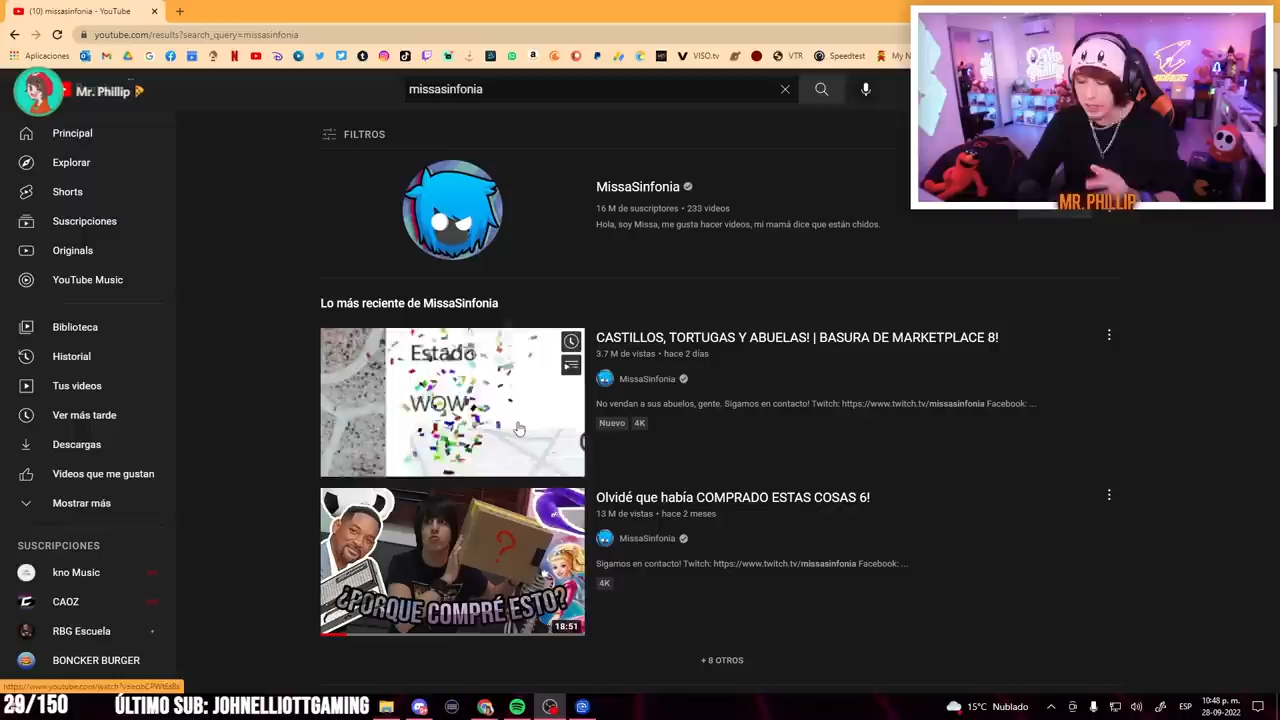 (10) missasinfonia - YouTube
youtube.com/results?search_query=missasinfonia
Aplicaciones
VISO.tv
VTR
Speedtest
My N
Mr. Phillip
missasinfonia
Principal
Explorar
Shorts
Suscripciones
Originals
YouTube Music
Biblioteca
Historial
Tus videos
Ver más tarde
Descargas
Videos que me gustan
Mostrar más
SUSCRIPCIONES
kno Music
CAOZ
RBG Escuela
BONCKER BURGER
FILTROS
MissaSinfonia
16 M de suscriptores • 233 videos
Hola, soy Missa, me gusta hacer videos, mi mamá dice que están chidos.
MR. PHILLIP
Lo más reciente de MissaSinfonia
Estado
WOW
CASTILLOS, TORTUGAS Y ABUELAS! | BASURA DE MARKETPLACE 8!
3.7 M de vistas • hace 2 días
MissaSinfonia
No vendan a sus abuelos, gente. Sigamos en contacto! Twitch: https://www.twitch.tv/missasinfonia Facebook: ...
Nuevo 4K
¿PORQUE COMPRÉ ESTO?
18:51
Olvidé que había COMPRADO ESTAS COSAS 6!
13 M de vistas • hace 2 meses
MissaSinfonia
Sigamos en contacto! Twitch: https://www.twitch.tv/missasinfonia Facebook: ...
4K
+ 8 OTROS
29/150
ÚLTIMO SUB: JOHNELLIOTTGAMING
15°C Nublado
ESP
10:48 p. m.
28-09-2022